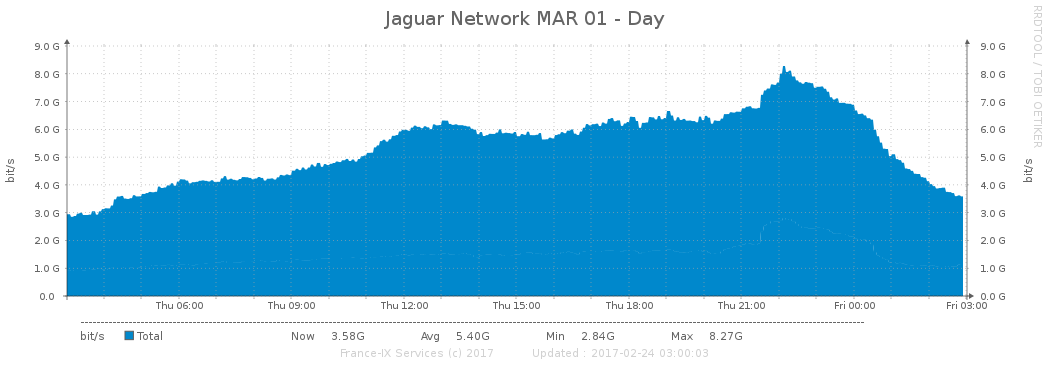 Jaguar Network MAR 01 - Day
RRDTOOL / TOBI OETIKER
bit/s
9.0 G 9.0 G
8.0 G 8.0 G
7.0 G 7.0 G
6.0 G 6.0 G
5.0 G 5.0 G
4.0 G 4.0 G
3.0 G 3.0 G
2.0 G 2.0 G
1.0 G 1.0 G
0.0 0.0 G
bit/s
Thu 06:00 Thu 09:00 Thu 12:00 Thu 15:00 Thu 18:00 Thu 21:00 Fri 00:00 Fri 03:00
bit/s Total Now 3.58G Avg 5.40G Min 2.84G Max 8.27G
France-IX Services (c) 2017 Updated : 2017-02-24 03:00:03